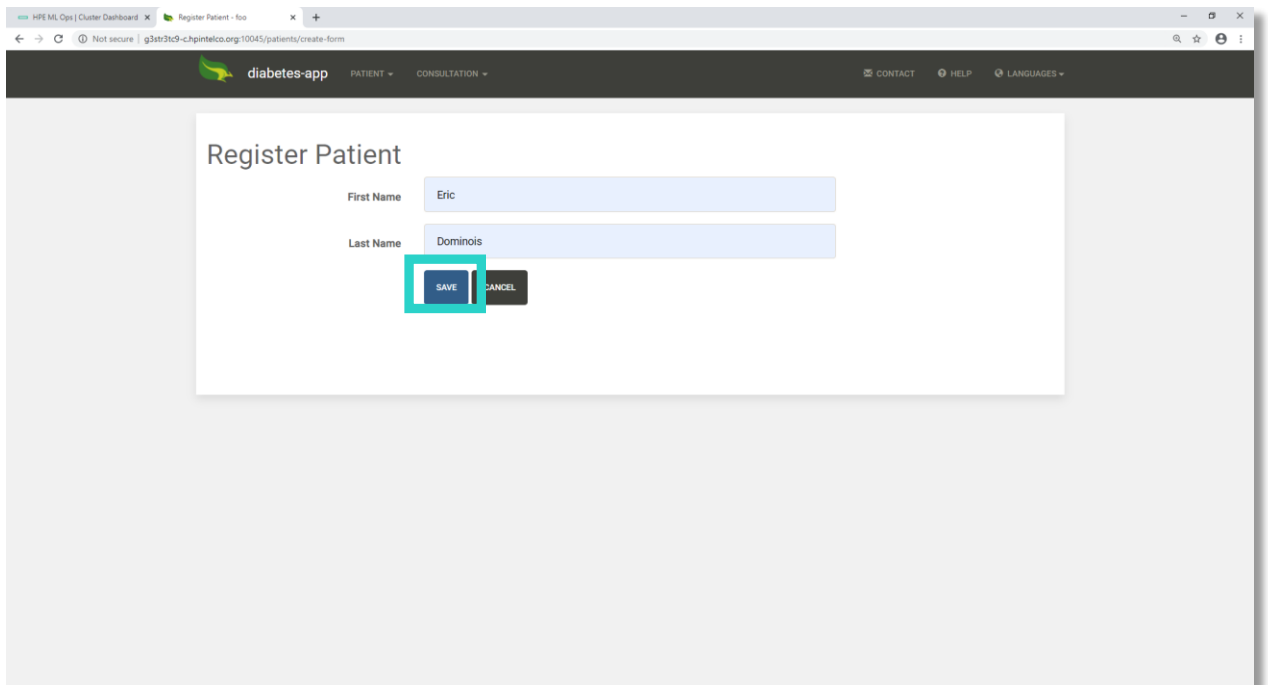 HPE ML Ops | Cluster Dashboard
Register Patient - foo
Not secure | g3str3tc9-c.hpintelco.org:10045/patients/create-form
diabetes-app PATIENT CONSULTATION CONTACT HELP LANGUAGES
Register Patient
First Name Eric
Last Name Dominois
SAVE CANCEL